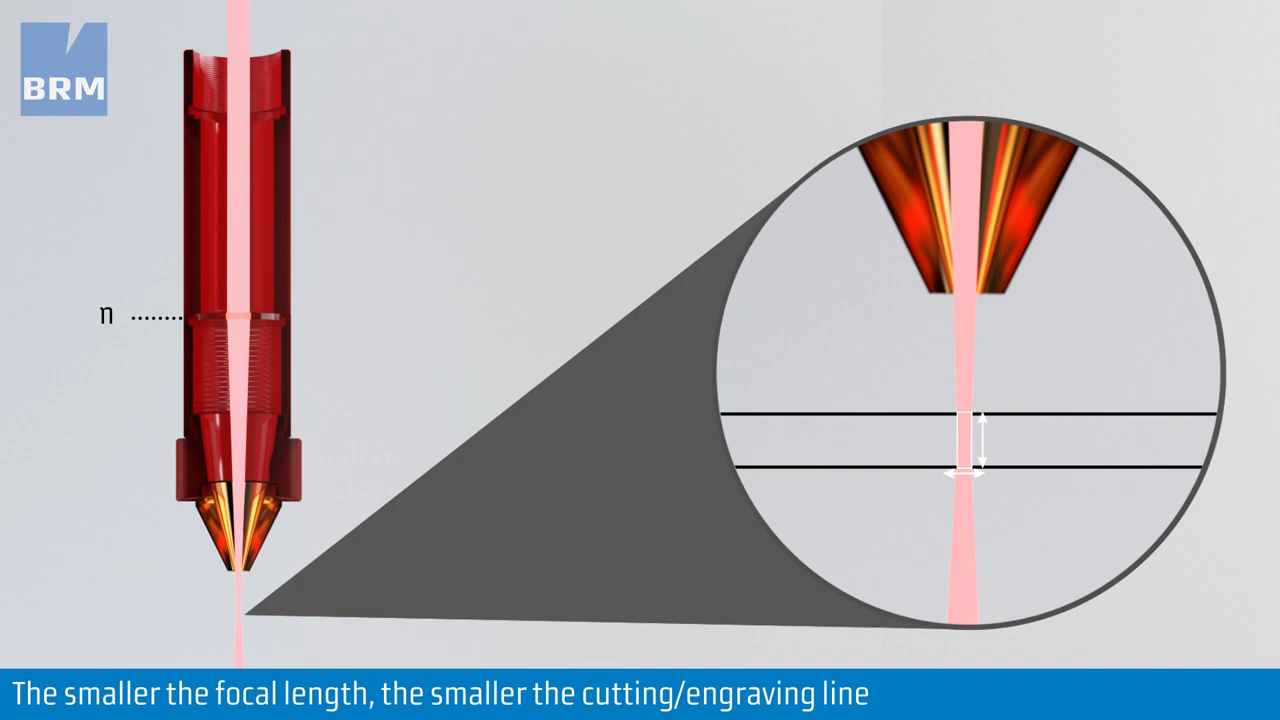 BRM
n ........
The smaller the focal length, the smaller the cutting/engraving line